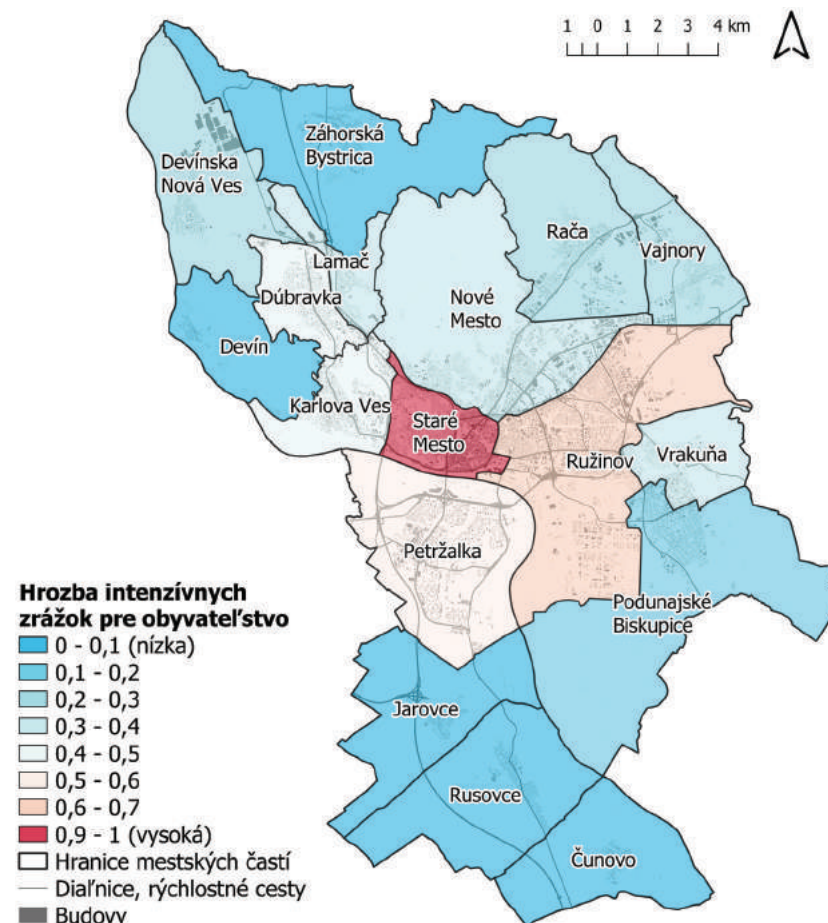 1 0 1 2 3 4 km
Záhorská
Bystrica
Devínska
Nová Ves
Rača
Vajnory
Lamač
Dúbravka
Nové
Mesto
Devín
Karlova Ves
Staré
Mesto
Ružinov
Vrakuňa
Petržalka
Podunajské
Biskupice
Jarovce
Rusovce
Čunovo
Hrozba intenzívnych
zrážok pre obyvateľstvo
0 - 0,1 (nízka)
0,1 - 0,2
0,2 - 0,3
0,3 - 0,4
0,4 - 0,5
0,5 - 0,6
0,6 - 0,7
0,9 - 1 (vysoká)
Hranice mestských častí
Diaľnice, rýchlostné cesty
Budovy